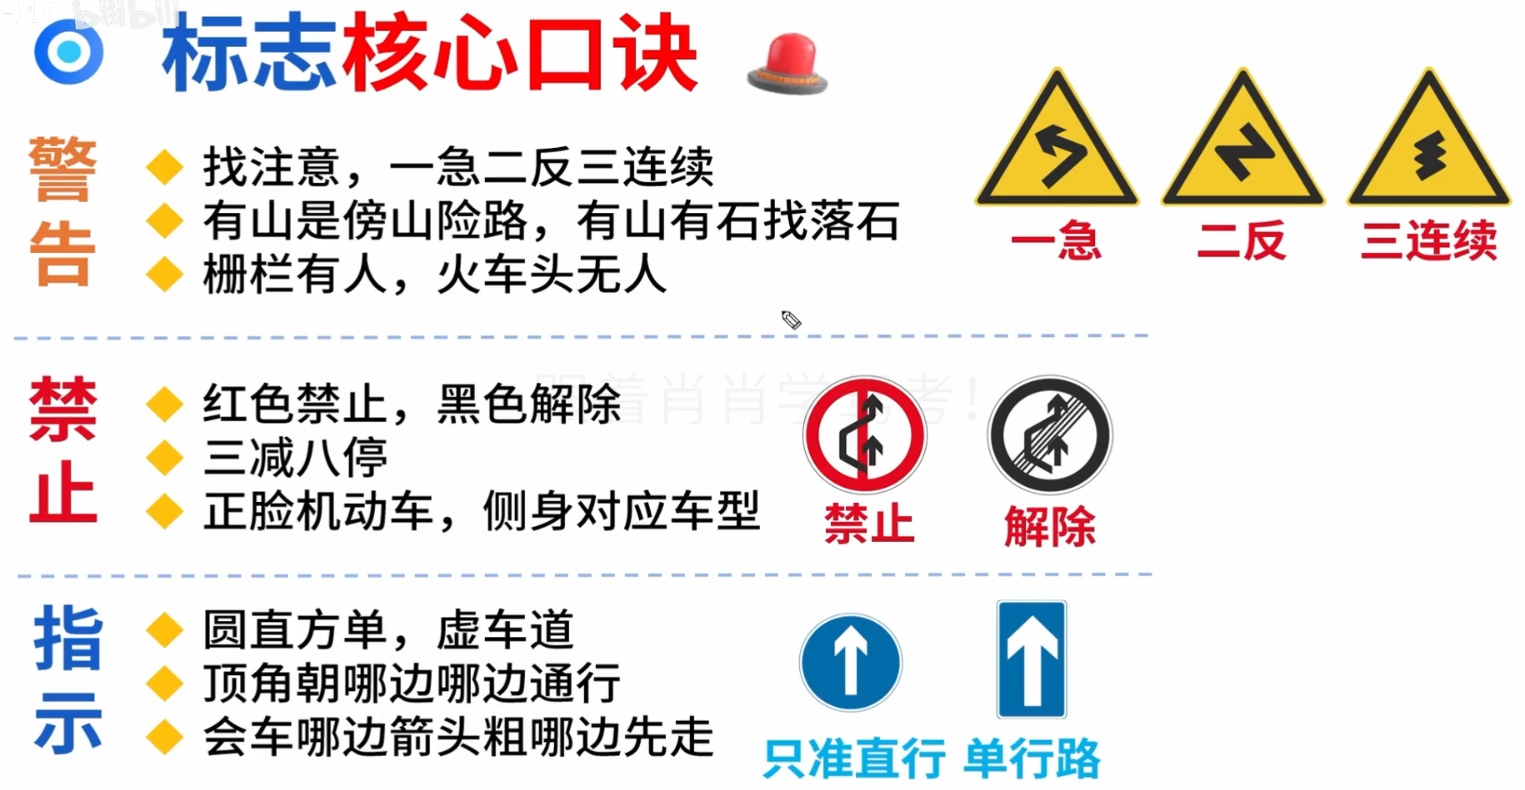 bilibili
标志核心口诀
警告
找注意，一急二反三连续
有山是傍山险路，有山有石找落石
栅栏有人，火车头无人
一急
二反
三连续
禁止
红色禁止，黑色解除
三减八停
正脸机动车，侧身对应车型
禁止
解除
指示
圆直方单，虚车道
顶角朝哪边哪边通行
会车哪边箭头粗哪边先走
只准直行
单行路